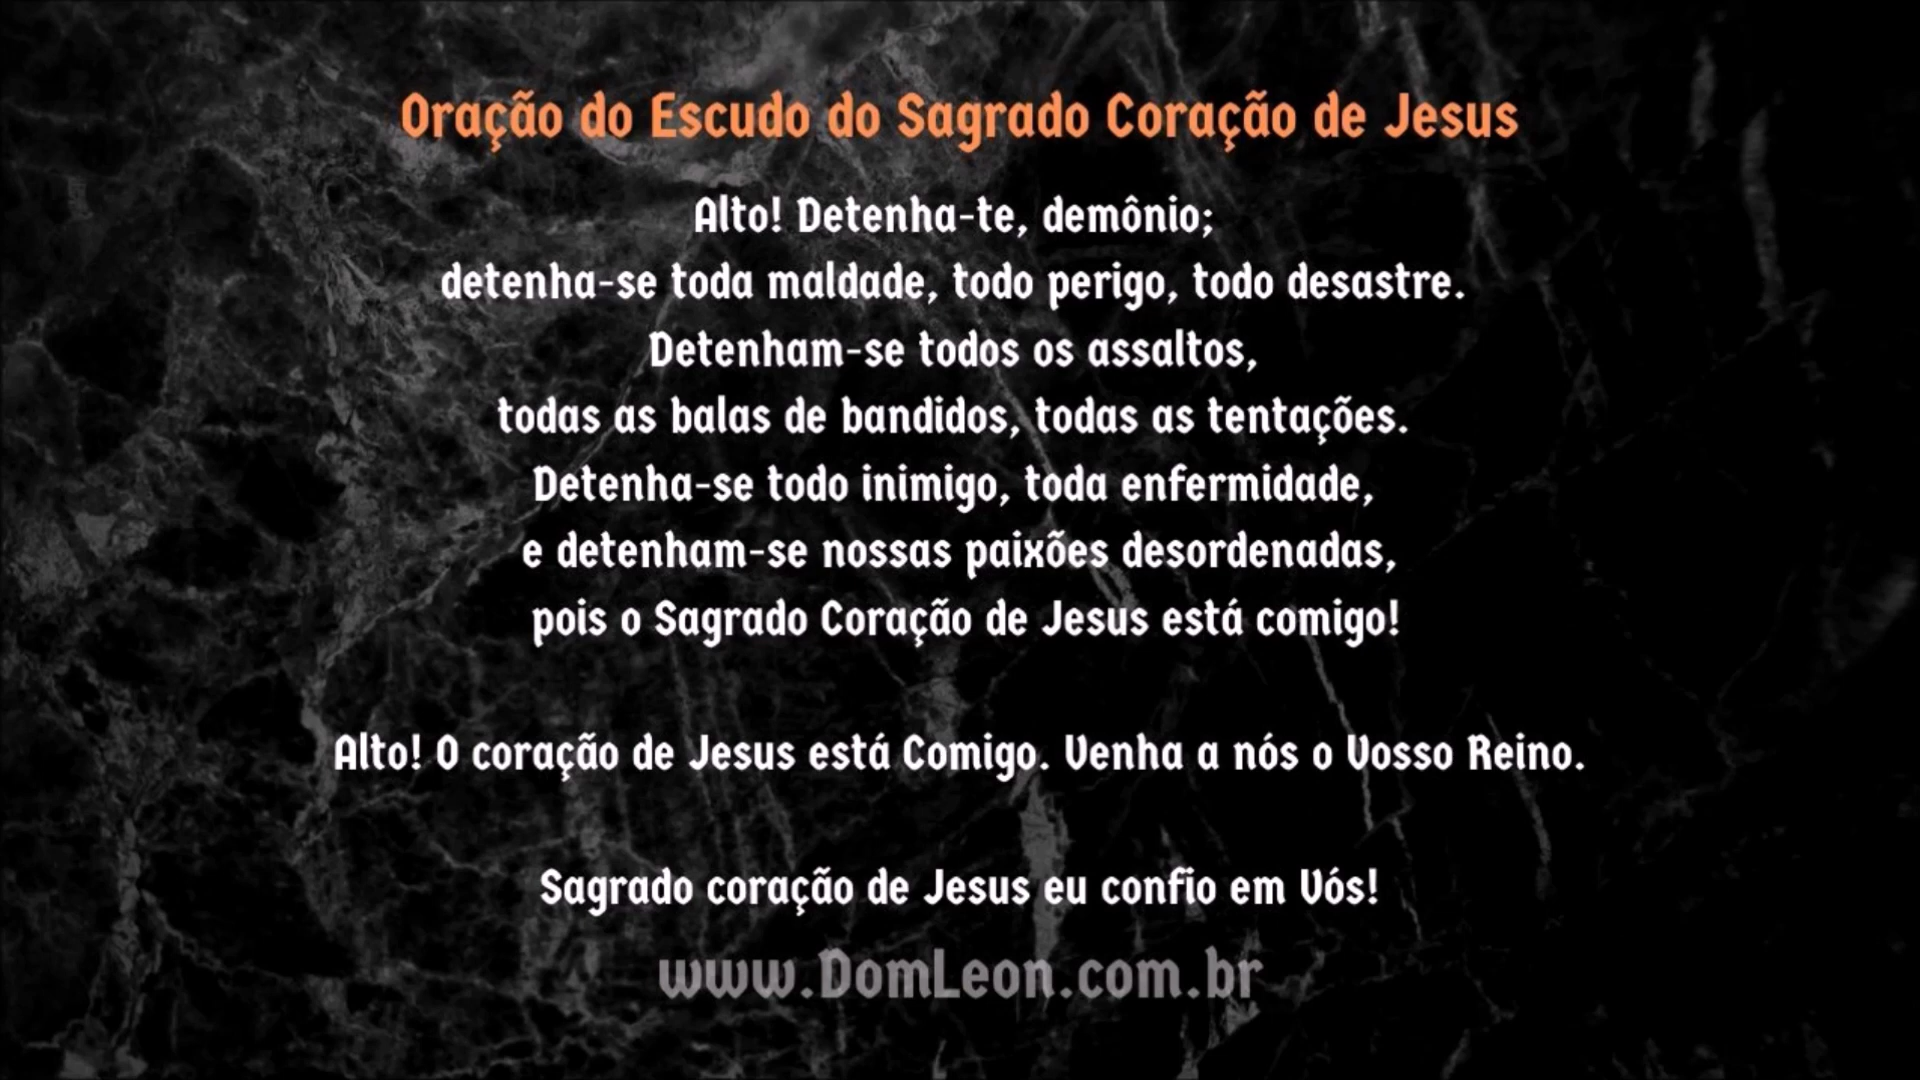 Oração do Escudo do Sagrado Coração de Jesus
Alto! Detenha-te, demônio;
detenha-se toda maldade, todo perigo, todo desastre.
Detenham-se todos os assaltos,
todas as balas de bandidos, todas as tentações.
Detenha-se todo inimigo, toda enfermidade,
e detenham-se nossas paixões desordenadas,
pois o Sagrado Coração de Jesus está comigo!
Alto! O coração de Jesus está Comigo. Venha a nós o Vosso Reino.
Sagrado coração de Jesus eu confio em Vós!
www.DomLeon.com.br